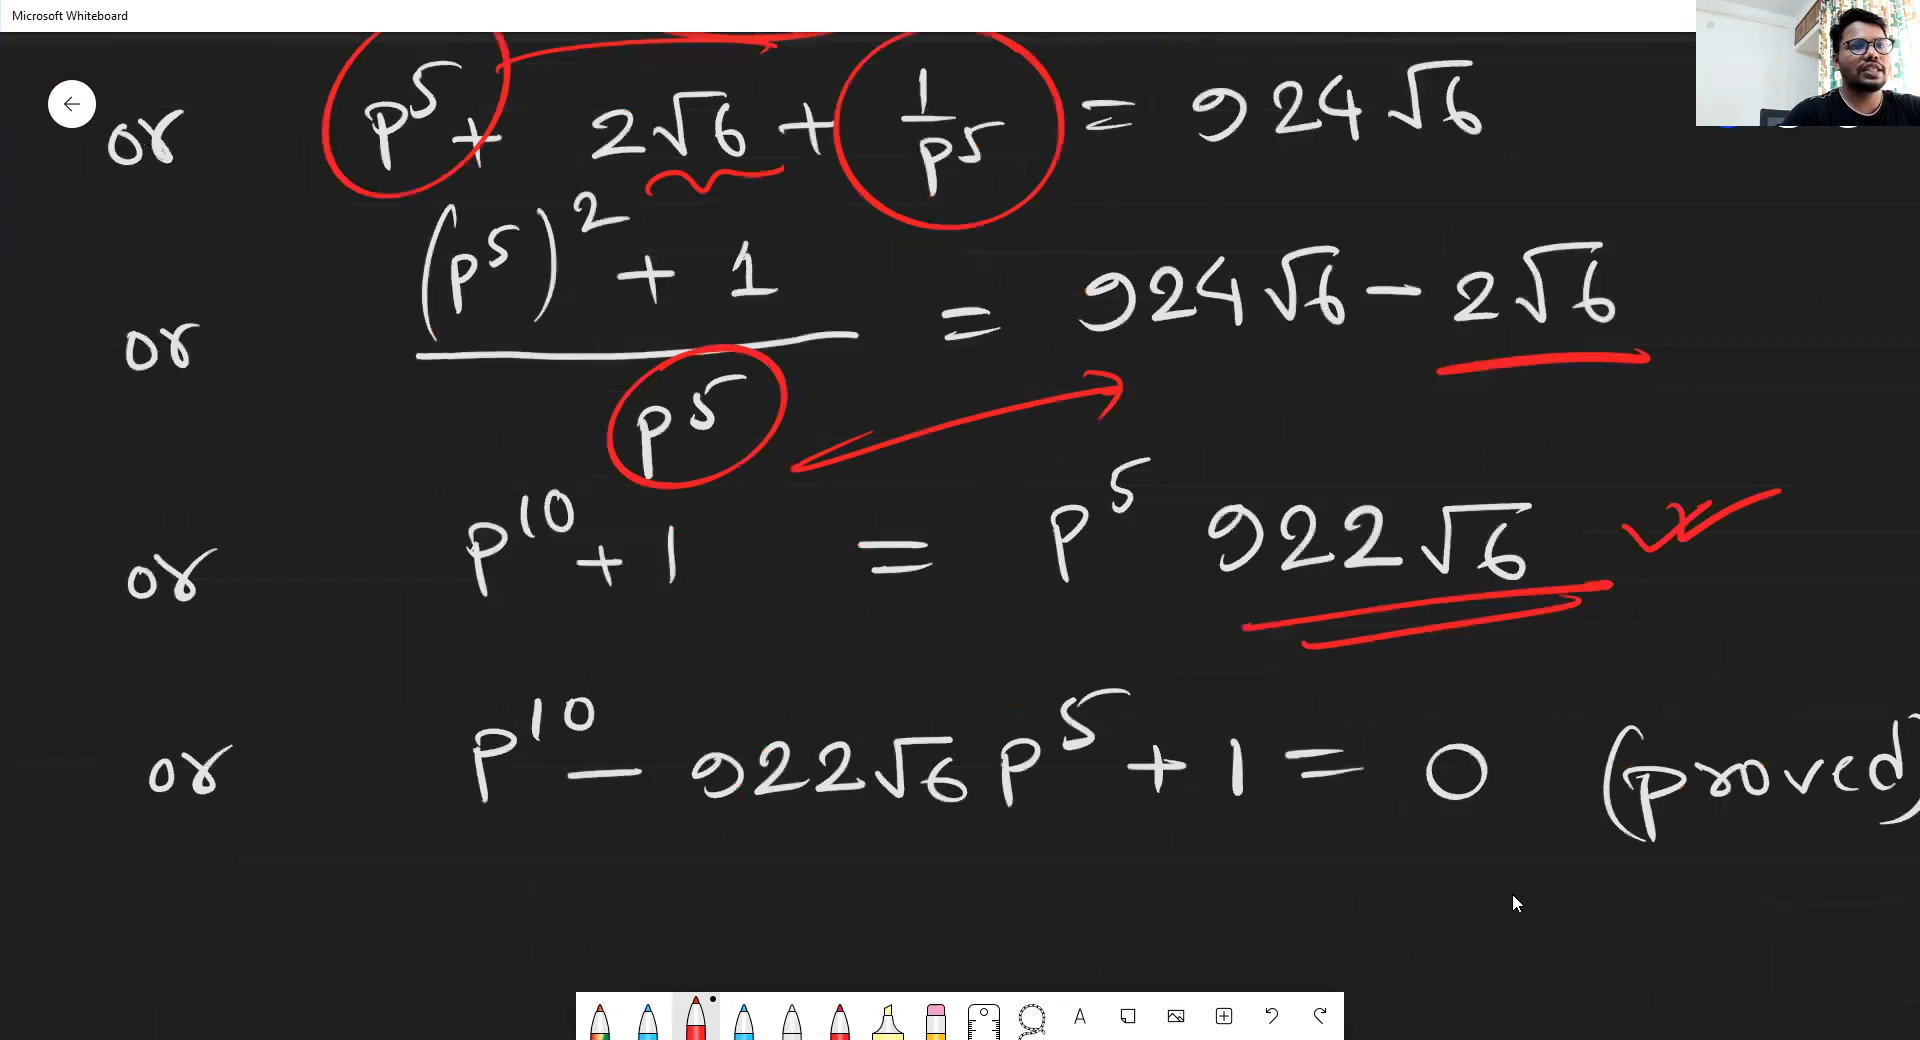 Microsoft Whiteboard
or p⁵ + 2√6 + 1/p⁵ = 924√6
or ((p⁵)² + 1)/p⁵ = 924√6 − 2√6
or p¹⁰ + 1 = p⁵ 922√6
or p¹⁰ − 922√6 p⁵ + 1 = 0 (proved)
A